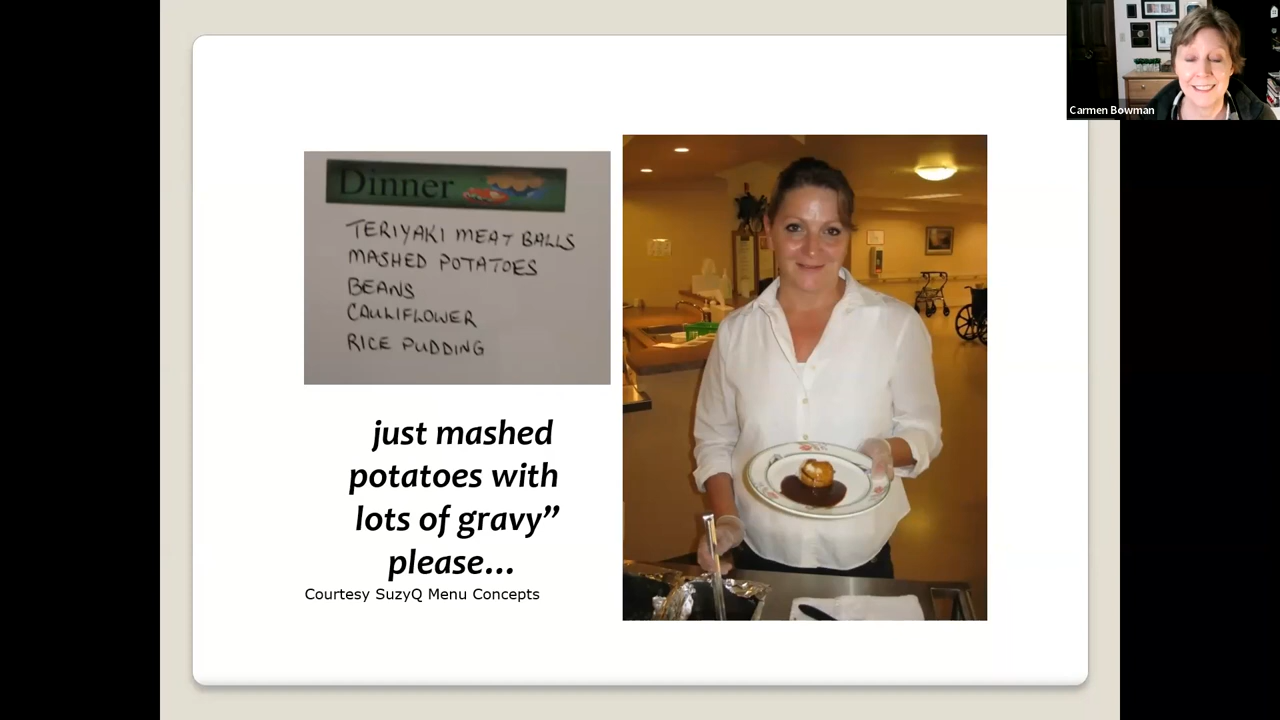 Carmen Bowman
Dinner
TERIYAKI MEAT BALLS
MASHED POTATOES
BEANS
CAULIFLOWER
RICE PUDDING
just mashed
potatoes with
lots of gravy”
please...
Courtesy SuzyQ Menu Concepts